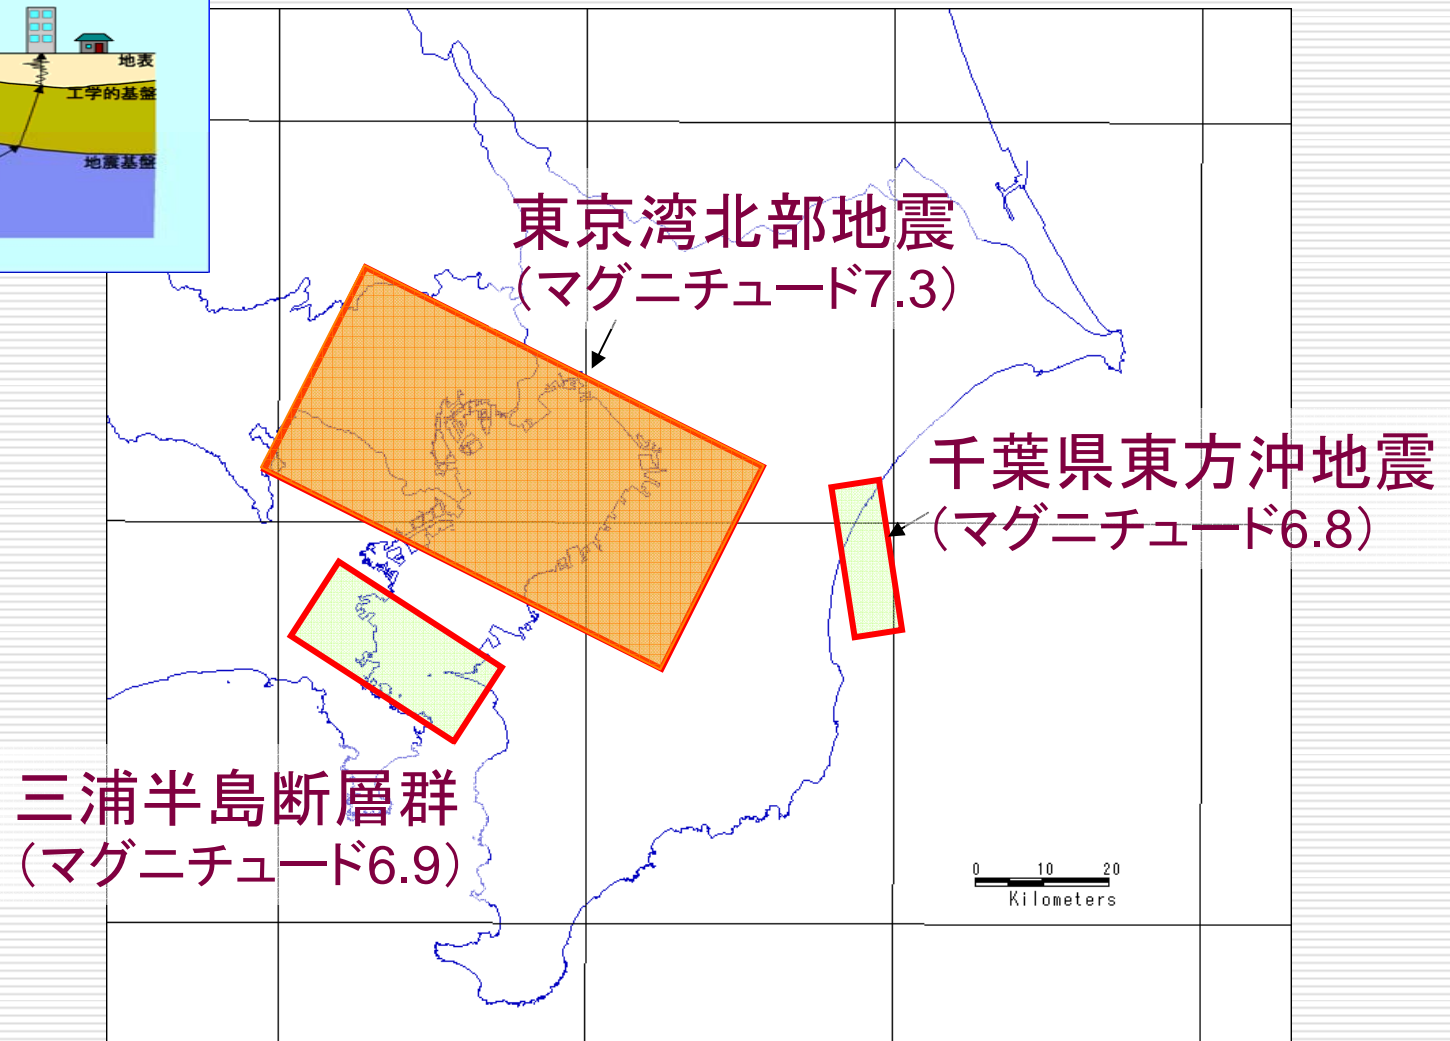 地表
工学的基盤
地震基盤
東京湾北部地震
（マグニチュード7.3）
千葉県東方沖地震
（マグニチュード6.8）
三浦半島断層群
（マグニチュード6.9）
0 10 20
Kilometers